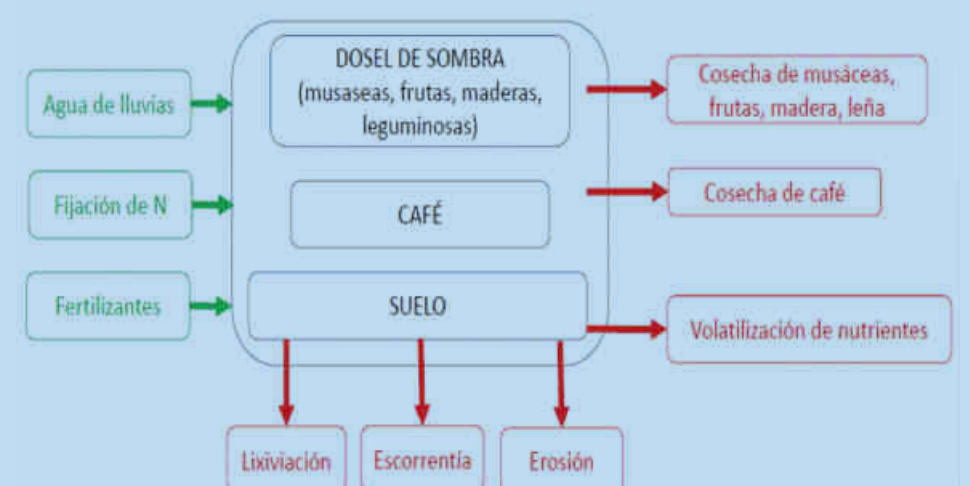 DOSEL DE SOMBRA
(musaseas, frutas, maderas,
leguminosas)
Cosecha de musáceas,
frutas, madera, leña
Agua de lluvias
Fijación de N
CAFÉ
Cosecha de café
Fertilizantes
SUELO
Volatilización de nutrientes
Lixiviación
Escorrentía
Erosión